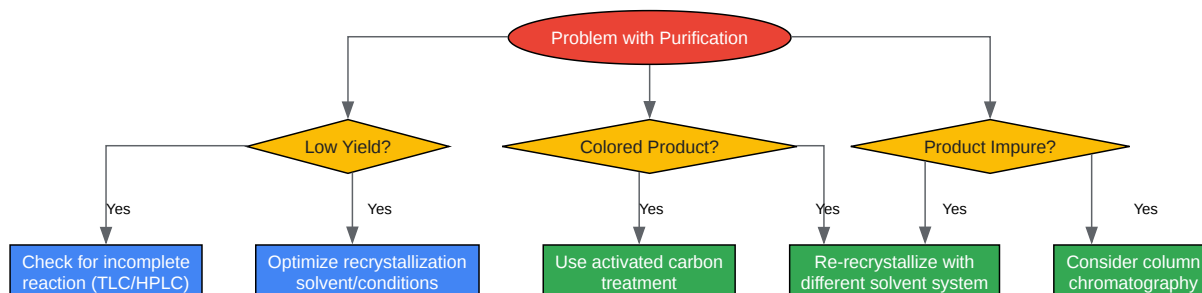 Problem with Purification
Low Yield?
Colored Product?
Product Impure?
Yes
Yes
Yes
Yes
Yes
Yes
Check for incomplete
reaction (TLC/HPLC)
Optimize recrystallization
solvent/conditions
Use activated carbon
treatment
Re-recrystallize with
different solvent system
Consider column
chromatography